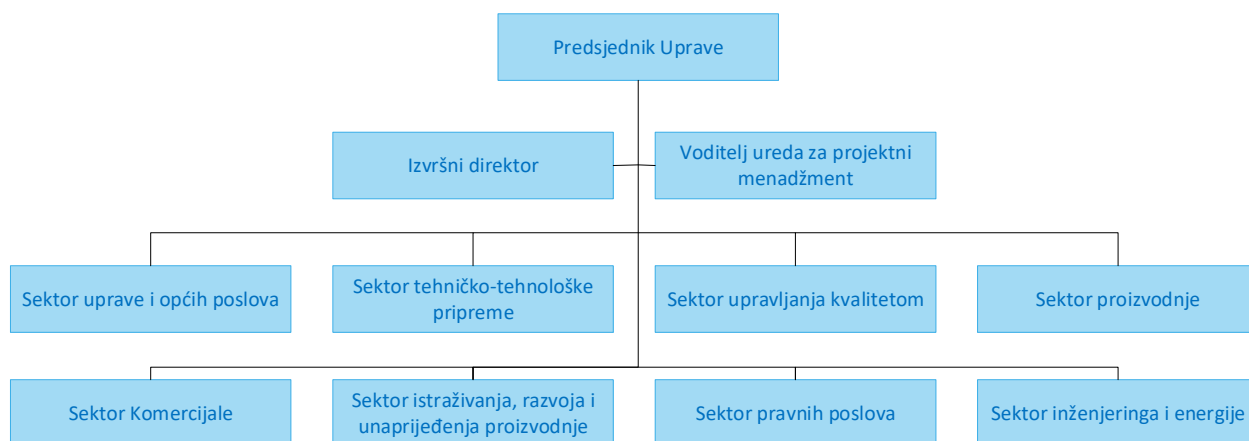 Predsjednik Uprave
Izvršni direktor
Voditelj ureda za projektni
menadžment
Sektor uprave i općih poslova
Sektor tehničko-tehnološke
pripreme
Sektor upravljanja kvalitetom
Sektor proizvodnje
Sektor Komercijale
Sektor istraživanja, razvoja i
unaprijeđenja proizvodnje
Sektor pravnih poslova
Sektor inženjeringa i energije